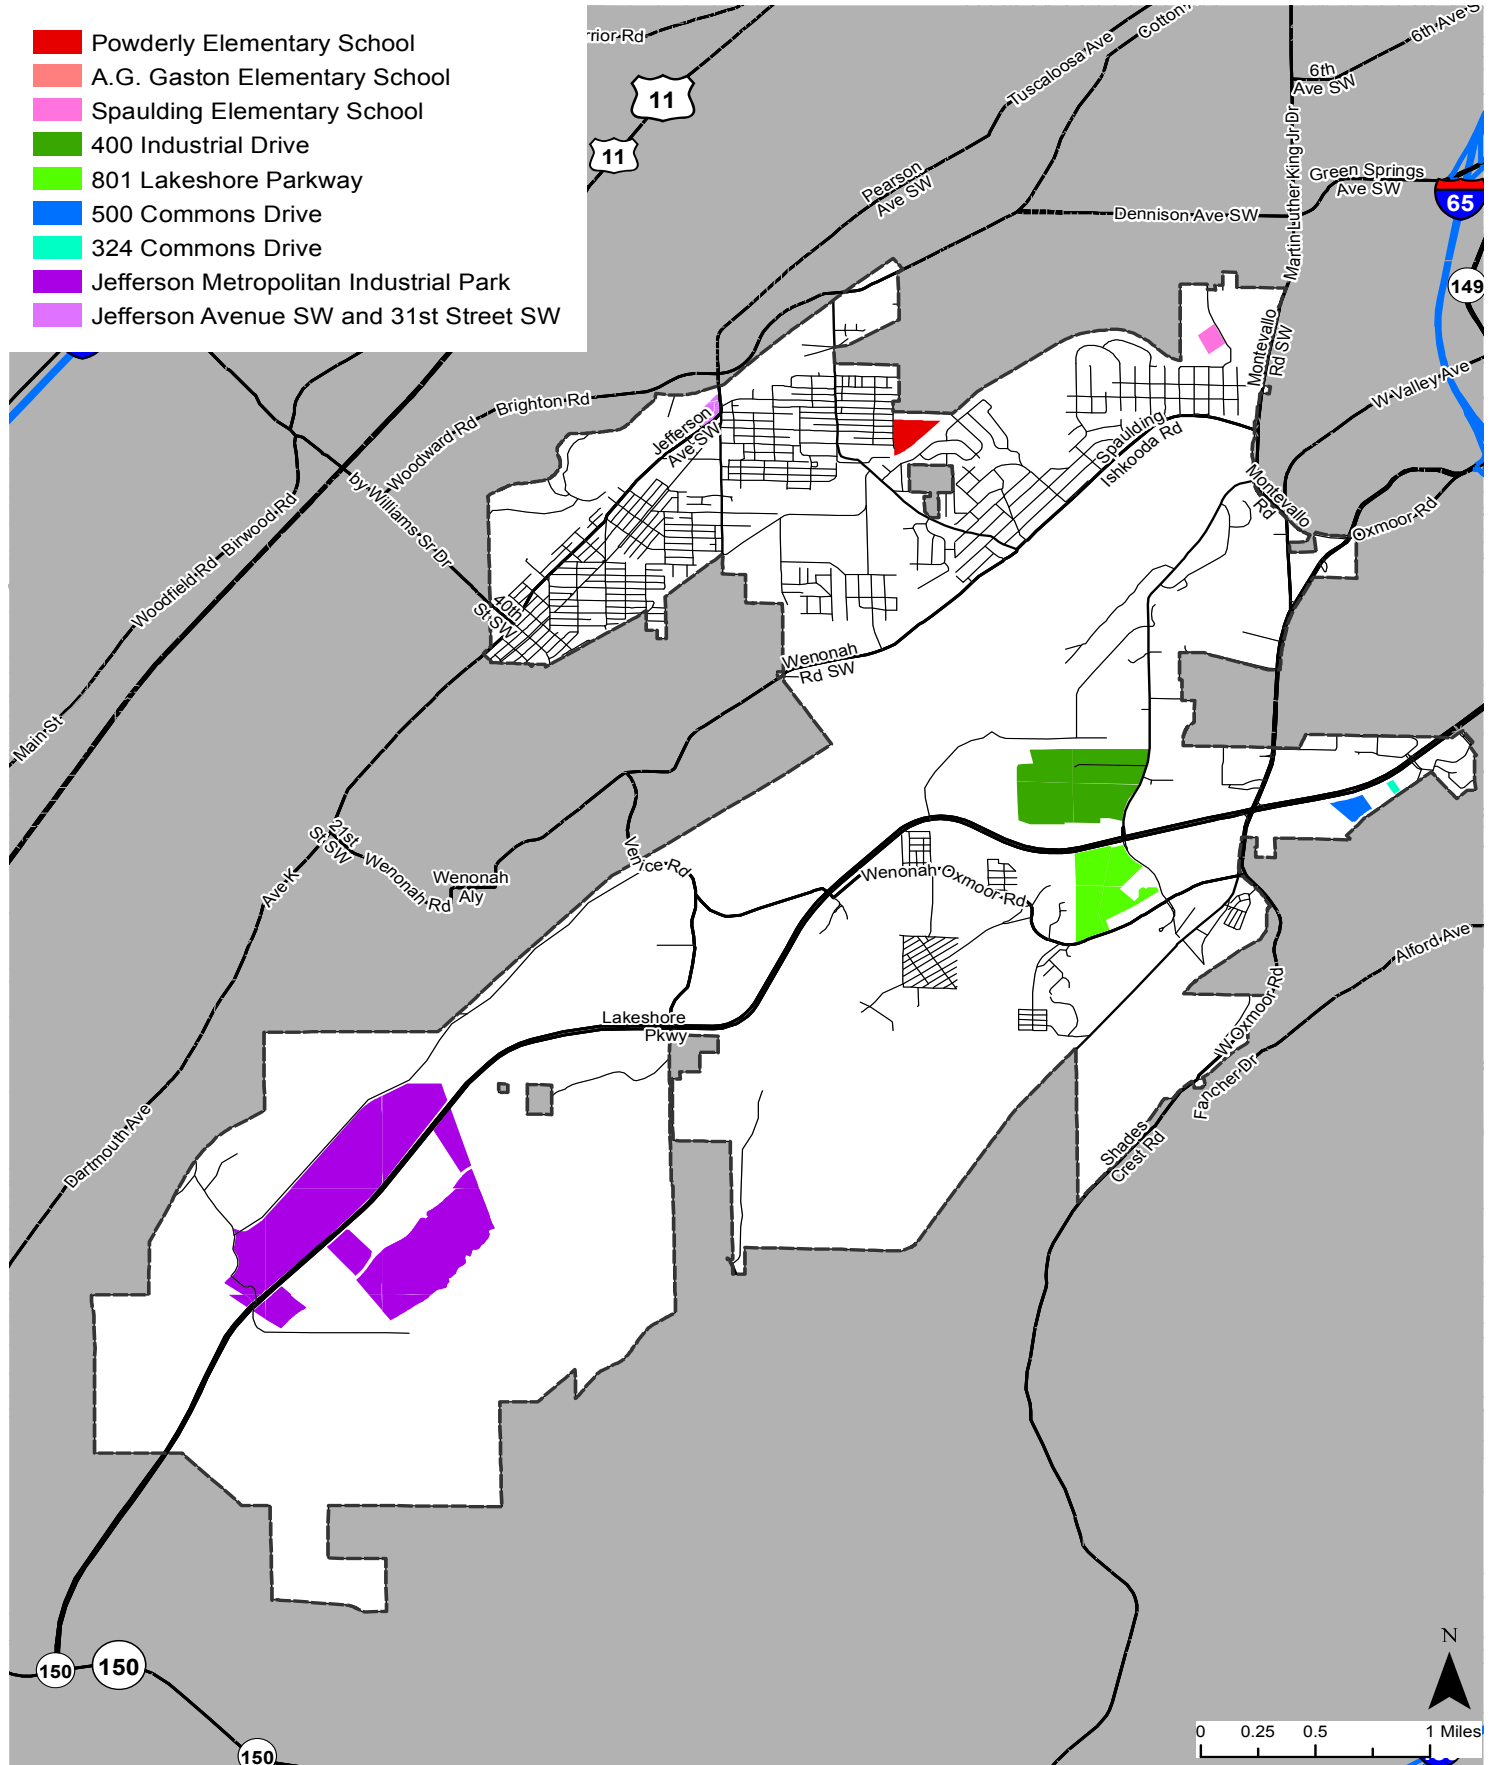 Powderly Elementary School
A.G. Gaston Elementary School
Spaulding Elementary School
400 Industrial Drive
801 Lakeshore Parkway
500 Commons Drive
324 Commons Drive
Jefferson Metropolitan Industrial Park
Jefferson Avenue SW and 31st Street SW
rrior Rd
11
11
Tuscaloosa Ave
Cotton
6th Ave S
6th
Ave SW
Martin Luther King Jr Dr
Pearson
Ave SW
Green Springs
Ave SW
65
Dennison Ave SW
149
Montevallo
Rd SW
W Valley Ave
Brighton Rd
Woodward Rd
Jefferson
Ave SW
Spaulding
Ishkooda Rd
by Williams Sr Dr
Montevallo
Rd
Oxmoor Rd
Birwood Rd
Woodfield Rd
40th
St SW
Wenonah
Rd SW
Main St
21st
St SW
Wenonah Rd
Wenonah
Aly
Venice Rd
Wenonah Oxmoor Rd
Ave K
Alford Ave
Lakeshore
Pkwy
W Oxmoor Rd
Fancher Dr
Dartmouth Ave
Shades
Crest Rd
N
150
150
150
0 0.25 0.5 1 Miles